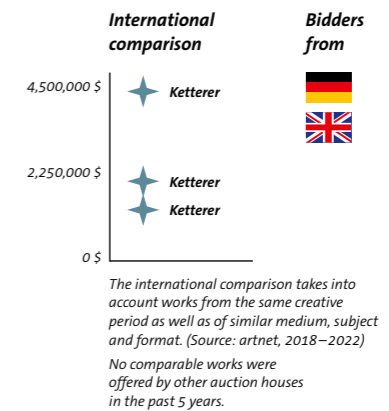 International
comparison
Bidders
from
4,500,000 $
Ketterer
2,250,000 $
Ketterer
Ketterer
0 $
The international comparison takes into
account works from the same creative
period as well as of similar medium, subject
and format. (Source: artnet, 2018–2022)
No comparable works were
offered by other auction houses
in the past 5 years.